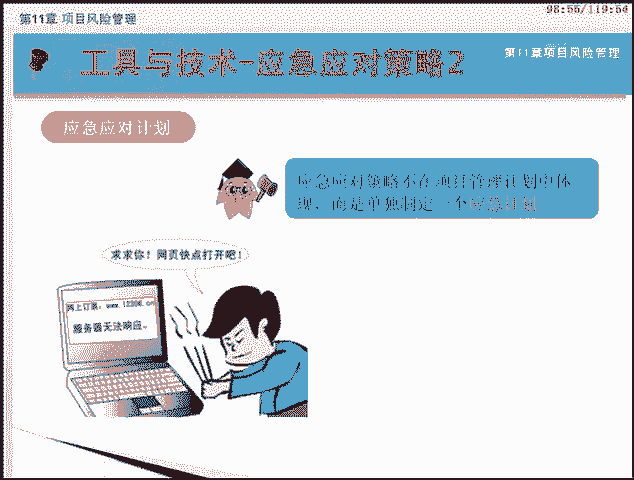 98:55/119:54
第11章 项目风险管理
工具与技术-应急应对策略2
第11章项目风险管理
应急应对计划
应急应对策略不在项目管理计划中体
现，而是单独制定一个应急计划
求求你！网页快点打开吧！
网上订票：www.12306.cn
服务器无法响应。